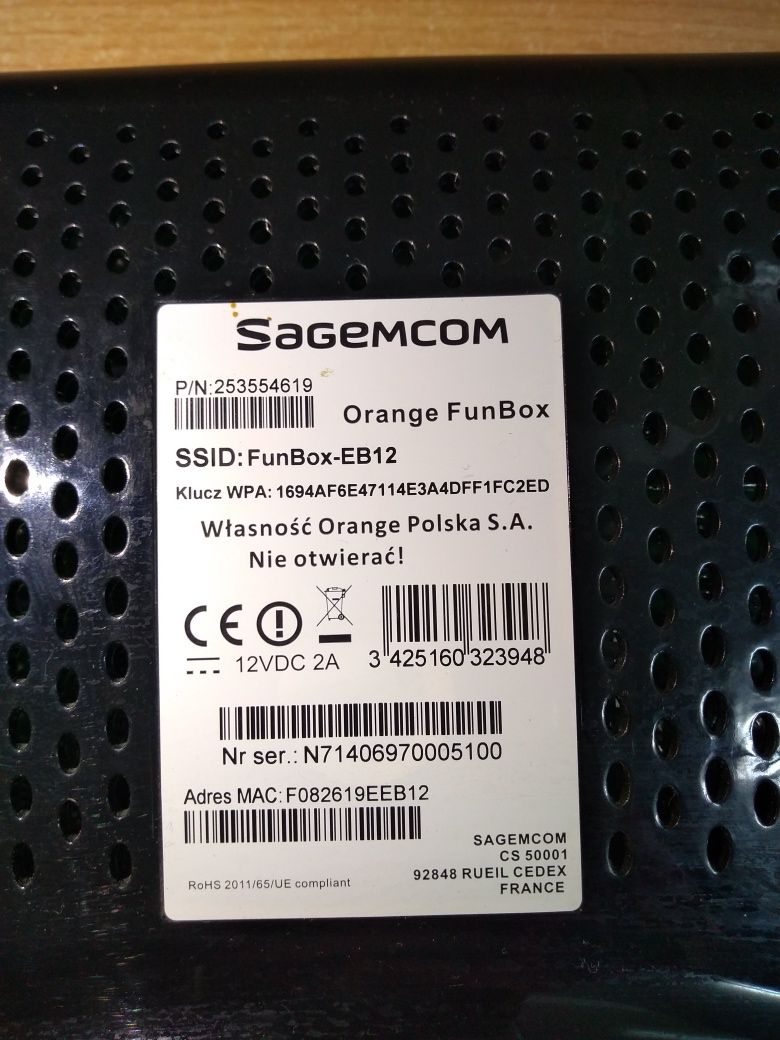 SAGEMCOM
P/N:253554619
Orange FunBox
SSID: FunBox-EB12
Klucz WPA: 1694AF6E47114E3A4DFF1FC2ED
Własność Orange Polska S.A.
Nie otwierać!
CE
12VDC 2A
3 425160 323948
Nr ser.: N71406970005100
Adres MAC: F082619EEB12
SAGEMCOM
CS 50001
92848 RUEIL CEDEX
FRANCE
RoHS 2011/65/UE compliant